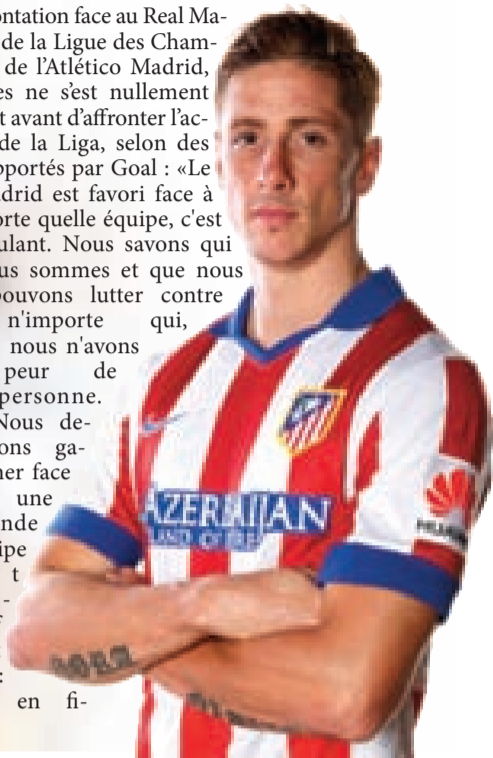 ontation face au Real Ma-
de la Ligue des Cham-
de l'Atlético Madrid,
es ne s'est nullement
t avant d'affronter l'ac-
de la Liga, selon des
pportés par Goal : «Le
adrid est favori face à
orte quelle équipe, c'est
ulant. Nous savons qui
us sommes et que nous
pouvons lutter contre
n'importe qui,
nous n'avons
peur de
personne.
Nous de-
ons ga-
ner face
une
nde
ipe
t
-
:
en fi-
AZERBAIJAN
LAND OF FIRE
HUAWEI